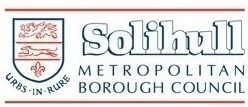 Solihull
METROPOLITAN
BOROUGH COUNCIL
URBS·IN·RURE